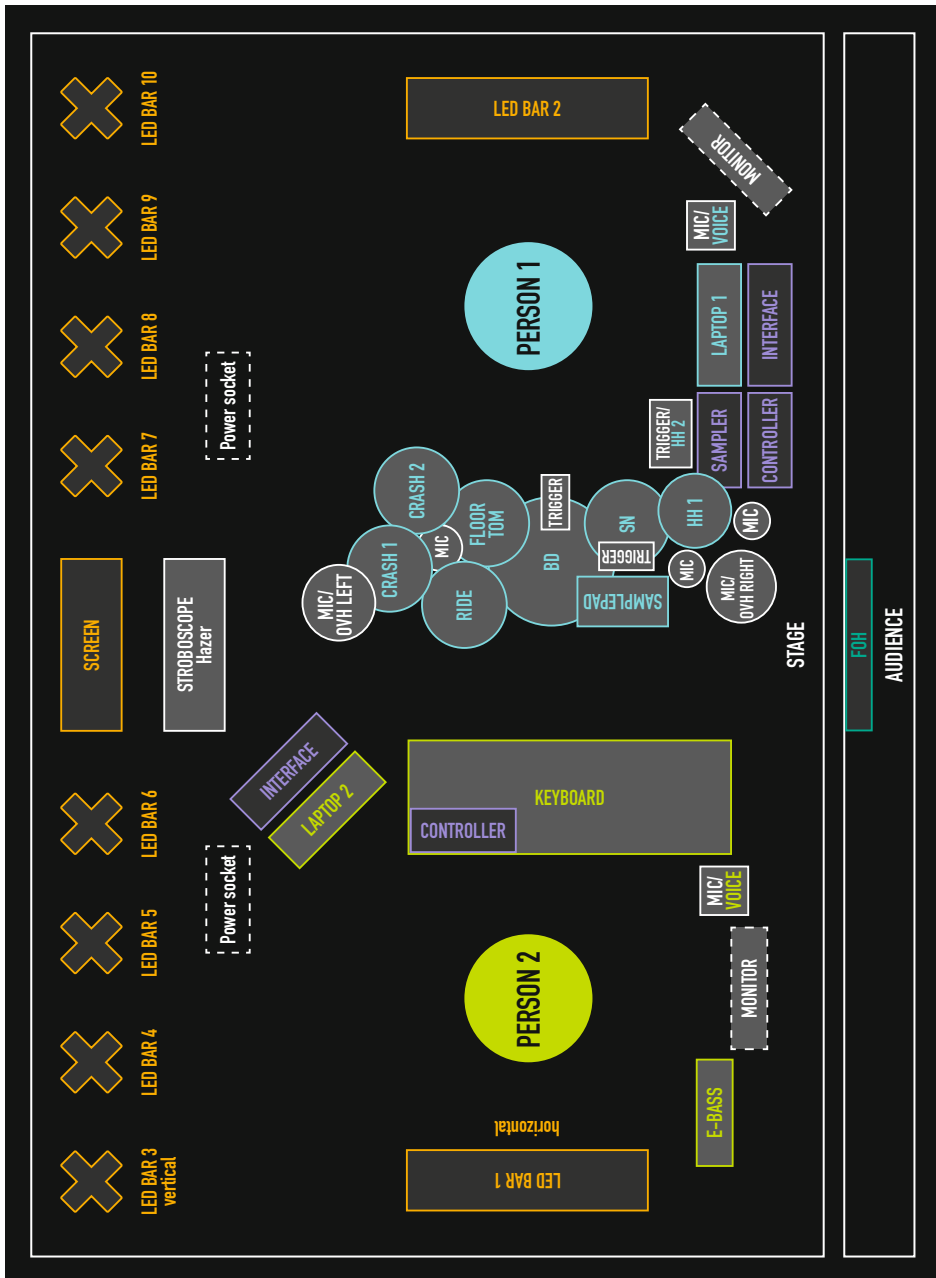 SCREEN
LED BAR 3
vertical
LED BAR 4
LED BAR 5
LED BAR 6
STROBOSCOPE
Hazer
LED BAR 7
LED BAR 8
LED BAR 9
LED BAR 10
Power socket
Power socket
INTERFACE
LAPTOP 2
MIC/
OVH LEFT
CRASH 1
CRASH 2
MIC
RIDE
FLOOR
TOM
LED BAR 1
horizontal
PERSON 2
CONTROLLER
KEYBOARD
BD
TRIGGER
PERSON 1
LED BAR 2
SAMPLEPAD
TRIGGER
SN
TRIGGER/
HH 2
MIC
HH 1
E-BASS
MIC/
VOICE
MONITOR
MIC/
OVH RIGHT
MIC
SAMPLER
LAPTOP 1
MIC/
VOICE
MONITOR
CONTROLLER
INTERFACE
STAGE
FOH
AUDIENCE